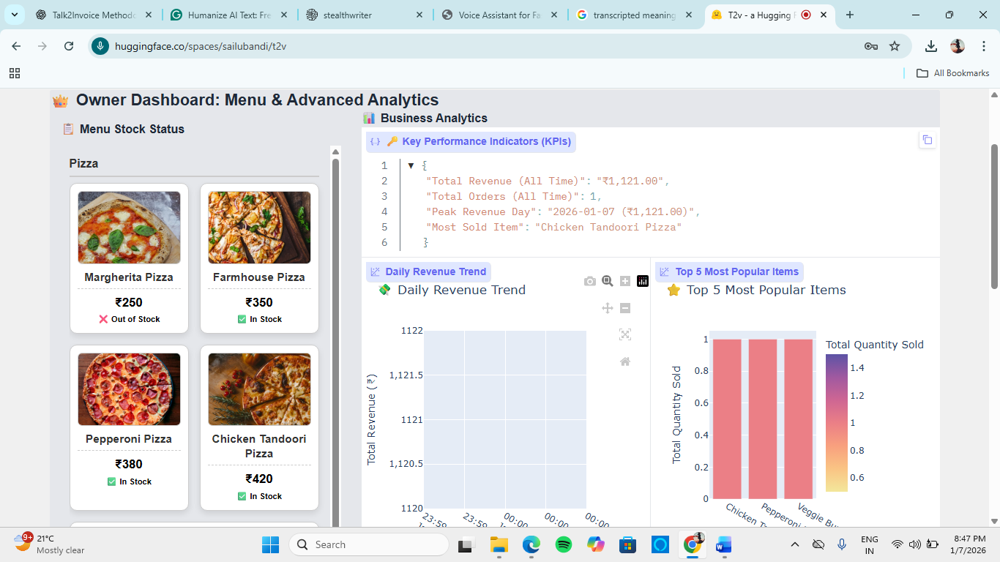 Talk2Invoice Methodo
Humanize AI Text: Fre
stealthwriter
Voice Assistant for Fa
transcripted meaning
T2v - a Hugging F
huggingface.co/spaces/sailubandi/t2v
All Bookmarks
Owner Dashboard: Menu & Advanced Analytics
Menu Stock Status
Pizza
Margherita Pizza
₹250
Out of Stock
Farmhouse Pizza
₹350
In Stock
Pepperoni Pizza
₹380
In Stock
Chicken Tandoori
Pizza
₹420
In Stock
Business Analytics
Key Performance Indicators (KPIs)
1 {
2 "Total Revenue (All Time)": "₹1,121.00",
3 "Total Orders (All Time)": 1,
4 "Peak Revenue Day": "2026-01-07 (₹1,121.00)",
5 "Most Sold Item": "Chicken Tandoori Pizza"
6 }
Daily Revenue Trend
Daily Revenue Trend
Total Revenue (₹)
1122
1,121.5
1121
1,120.5
1120
23:59
23:59
00:00
00:00
00:00
Top 5 Most Popular Items
Top 5 Most Popular Items
Total Quantity Sold
1
0.8
0.6
0.4
0.2
0
Chicken T
Pepperoni
Veggie Bu
Total Quantity Sold
1.4
1.2
1
0.8
0.6
9+
21°C
Mostly clear
Search
ENG
IN
8:47 PM
1/7/2026